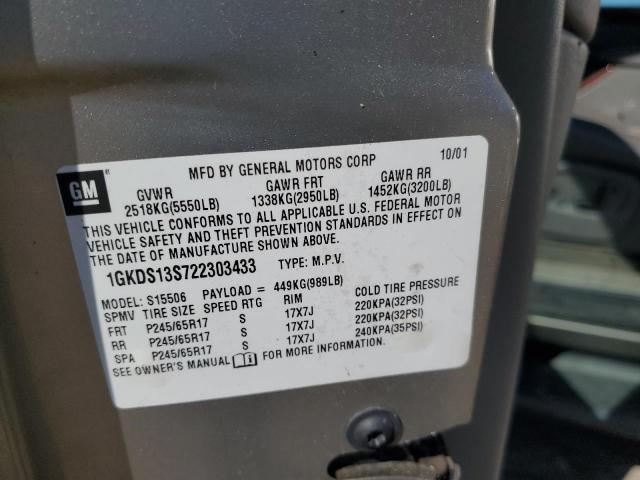 GM
®
MFD BY GENERAL MOTORS CORP 10/01
GVWR GAWR FRT GAWR RR
2518KG(5550LB) 1338KG(2950LB) 1452KG(3200LB)
THIS VEHICLE CONFORMS TO ALL APPLICABLE U.S. FEDERAL MOTOR
VEHICLE SAFETY AND THEFT PREVENTION STANDARDS IN EFFECT ON
THE DATE OF MANUFACTURE SHOWN ABOVE.
1GKDS13S722303433 TYPE: M.P.V.
MODEL: S15506 PAYLOAD = 449KG(989LB)
SPMV TIRE SIZE SPEED RTG RIM COLD TIRE PRESSURE
FRT P245/65R17 S 17X7J 220KPA(32PSI)
RR P245/65R17 S 17X7J 220KPA(32PSI)
SPA P245/65R17 S 17X7J 240KPA(35PSI)
SEE OWNER'S MANUAL FOR MORE INFORMATION.